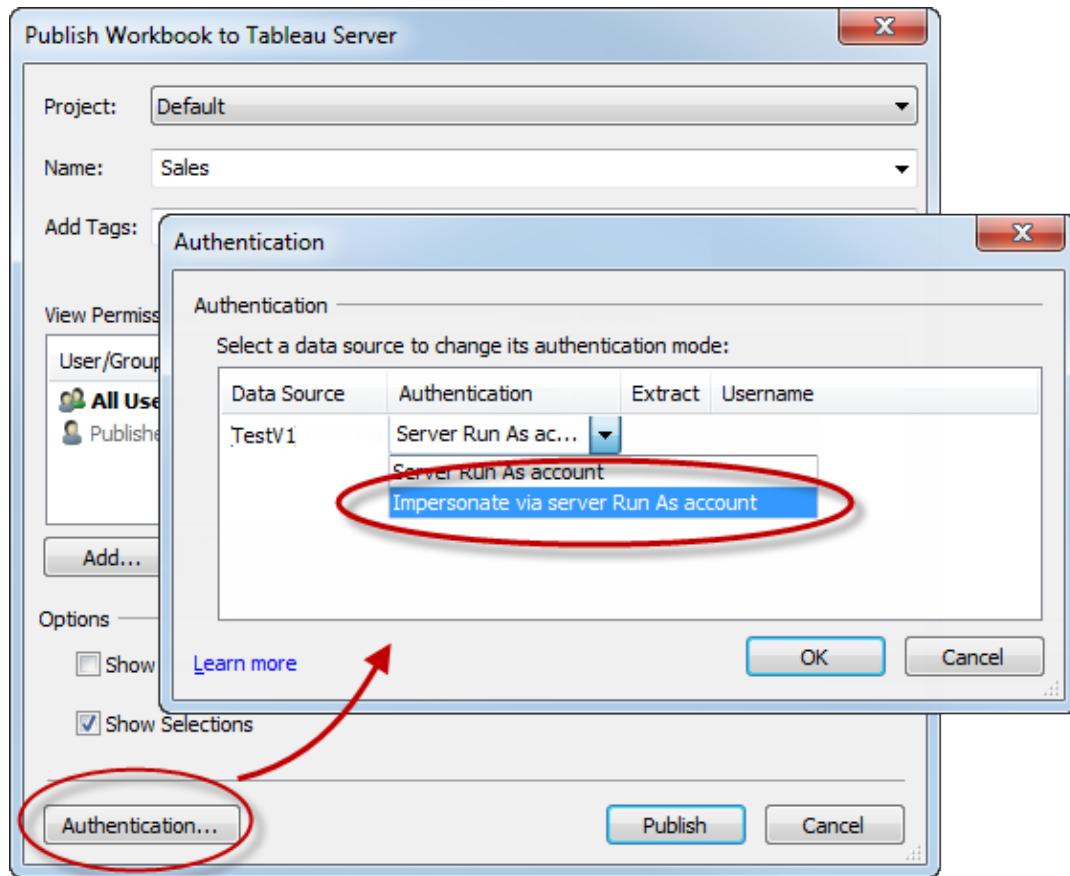 Publish Workbook to Tableau Server
Project: Default
Name: Sales
Add Tags:
Authentication
Authentication
Select a data source to change its authentication mode:
Data Source Authentication Extract Username
TestV1 Server Run As ac...
Server Run As account
Impersonate via server Run As account
Learn more
OK Cancel
View
User/Grou
All Use
Publishe
Add...
Options
Show
Show Selections
Authentication...
Publish Cancel